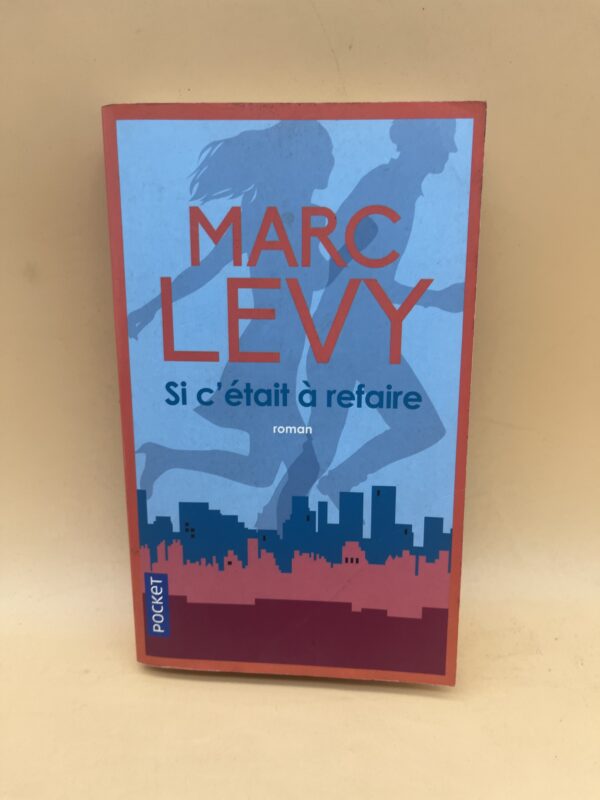 MARC
LEVY
Si c'était à refaire
roman
POCKET